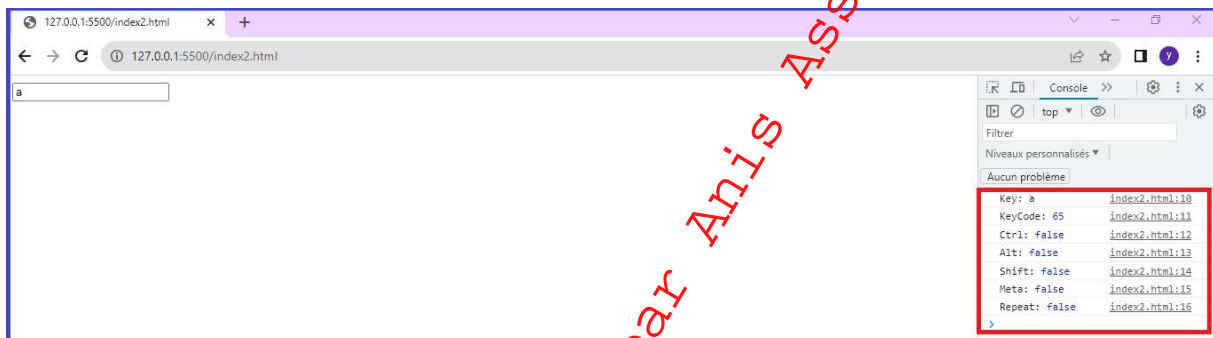 127.0.0.1:5500/index2.html
127.0.0.1:5500/index2.html
y
a
Console
top
Filtrer
Niveaux personnalisés
Aucun problème
Key: a index2.html:10
KeyCode: 65 index2.html:11
Ctrl: false index2.html:12
Alt: false index2.html:13
Shift: false index2.html:14
Meta: false index2.html:15
Repeat: false index2.html:16
par Anis Ass